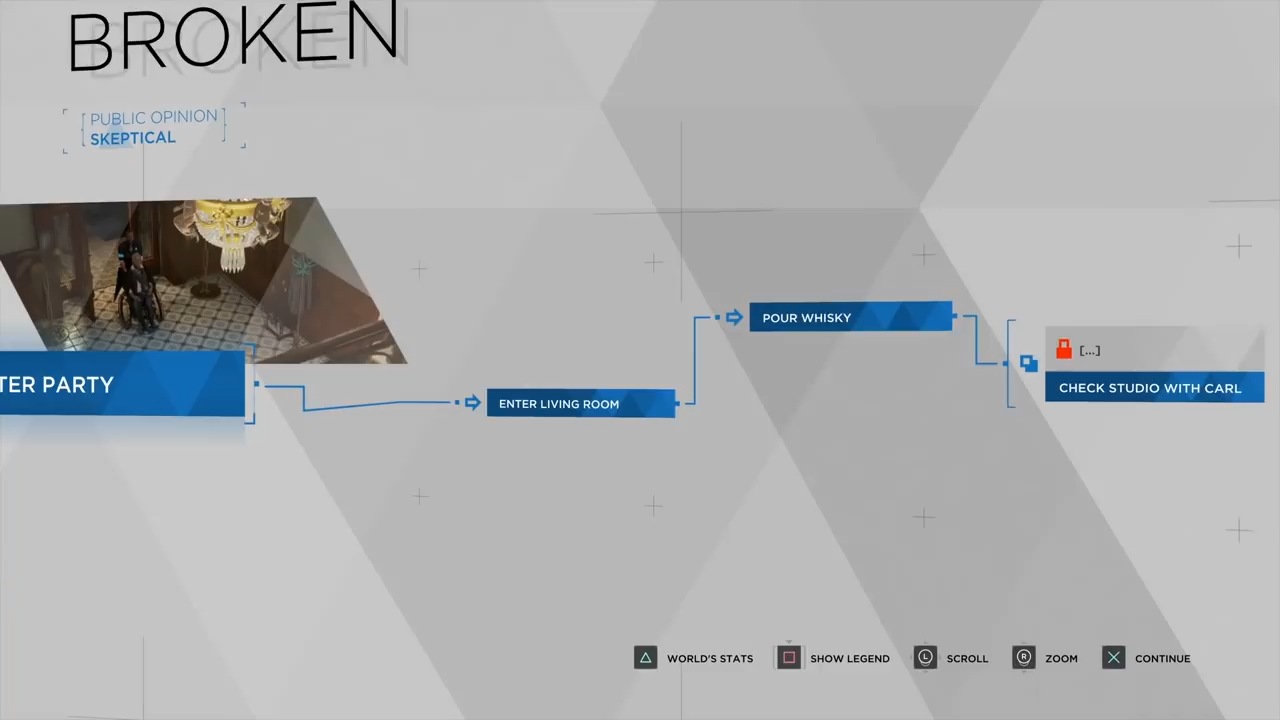 BROKEN
PUBLIC OPINION
SKEPTICAL
TER PARTY
ENTER LIVING ROOM
POUR WHISKY
[...]
CHECK STUDIO WITH CARL
WORLD'S STATS
SHOW LEGEND
L SCROLL
R ZOOM
CONTINUE